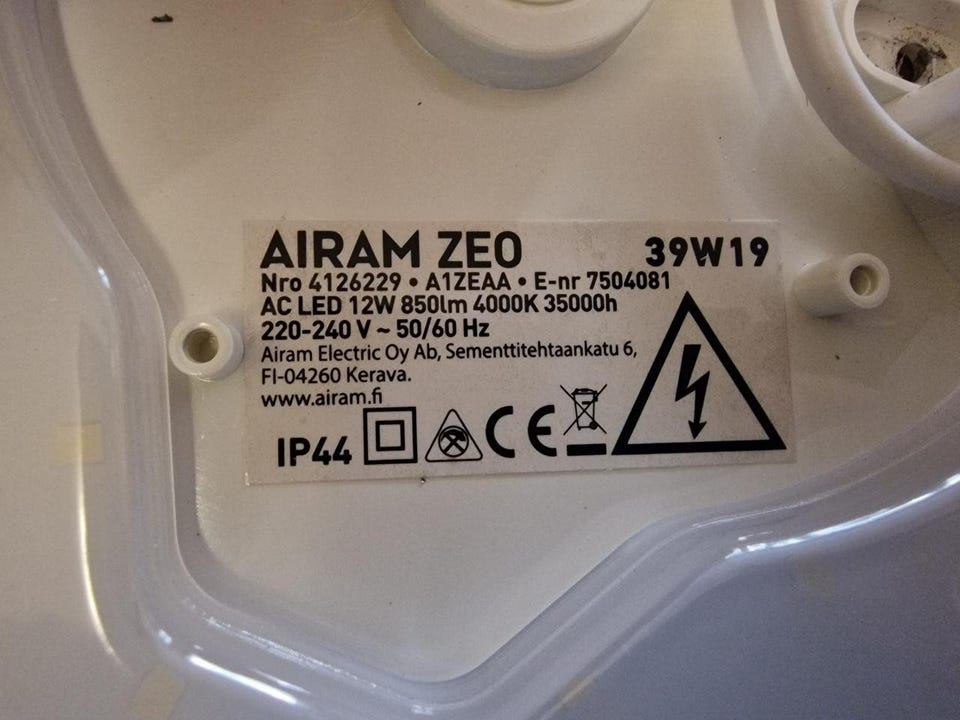 AIRAM ZEO 39W19
Nro 4126229 • A1ZEAA • E-nr 7504081
AC LED 12W 850lm 4000K 35000h
220-240 V ~ 50/60 Hz
Airam Electric Oy Ab, Sementtitehtaankatu 6,
FI-04260 Kerava.
www.airam.fi
IP44 CE